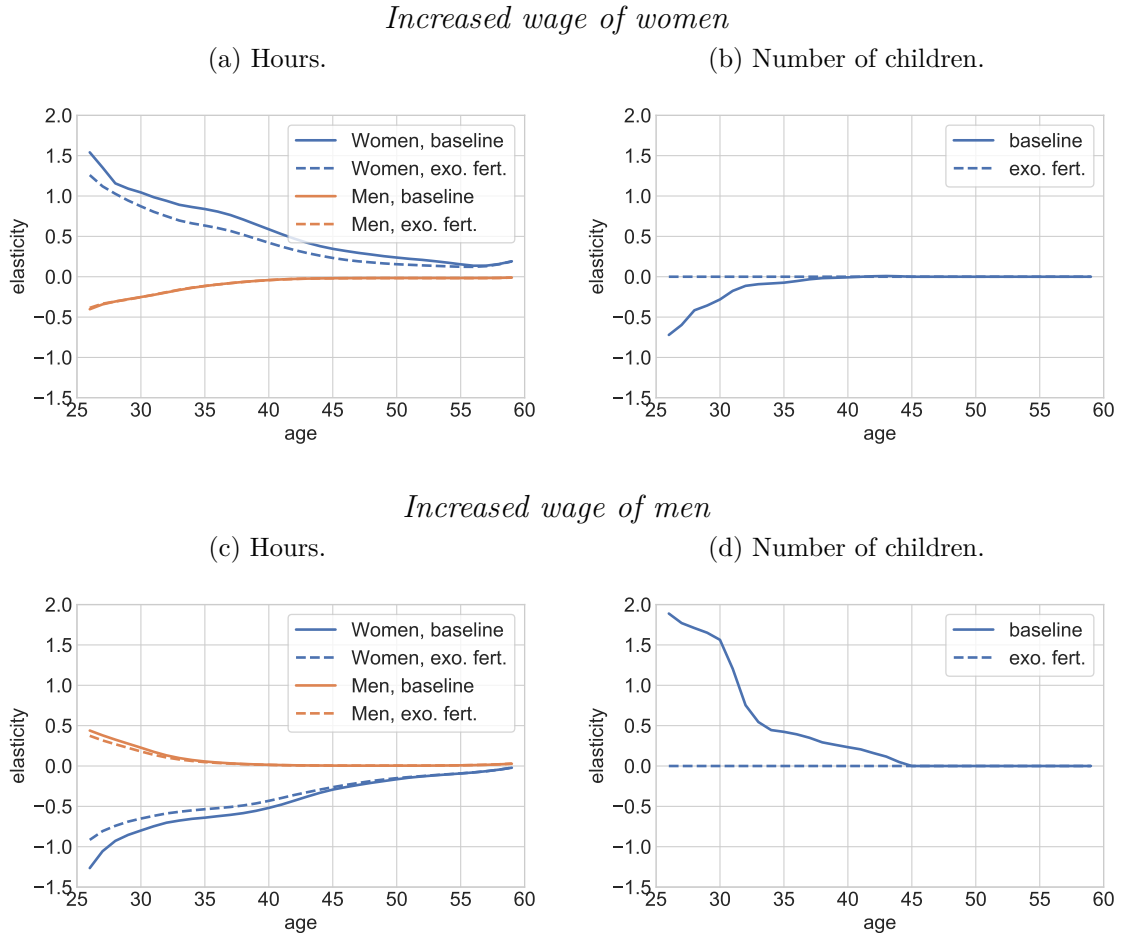 Increased wage of women
(a) Hours.
(b) Number of children.
2.0
1.5
1.0
0.5
0.0
−0.5
−1.0
−1.5
elasticity
Women, baseline
Women, exo. fert.
Men, baseline
Men, exo. fert.
25 30 35 40 45 50 55 60
age
2.0
1.5
1.0
0.5
0.0
−0.5
−1.0
−1.5
elasticity
baseline
exo. fert.
25 30 35 40 45 50 55 60
age
Increased wage of men
(c) Hours.
(d) Number of children.
2.0
1.5
1.0
0.5
0.0
−0.5
−1.0
−1.5
elasticity
Women, baseline
Women, exo. fert.
Men, baseline
Men, exo. fert.
25 30 35 40 45 50 55 60
age
2.0
1.5
1.0
0.5
0.0
−0.5
−1.0
−1.5
elasticity
baseline
exo. fert.
25 30 35 40 45 50 55 60
age